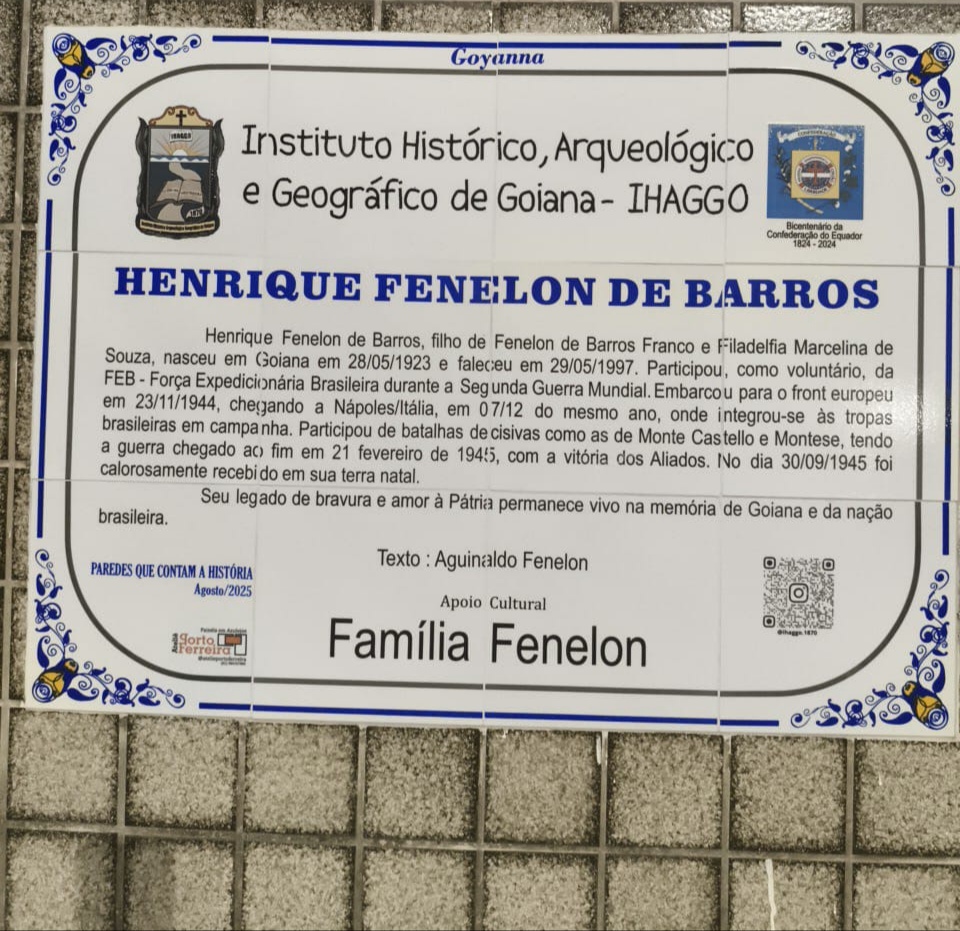 Goyanna
IHAGGO
1870
Instituto Histórico, Arqueológico
e Geográfico de Goiana - IHAGGO
CONFEDERAÇÃO
Bicentenário da
Confederação do Equador
1824 - 2024
HENRIQUE FENELON DE BARROS
Henrique Fenelon de Barros, filho de Fenelon de Barros Franco e Filadelfia Marcelina de
Souza, nasceu em Goiana em 28/05/1923 e faleceu em 29/05/1997. Participou, como voluntário, da
FEB - Força Expedicionária Brasileira durante a Segunda Guerra Mundial. Embarcou para o front europeu
em 23/11/1944, chegando a Nápoles/Itália, em 07/12 do mesmo ano, onde integrou-se às tropas
brasileiras em campanha. Participou de batalhas decisivas como as de Monte Castello e Montese, tendo
a guerra chegado ao fim em 21 fevereiro de 1945, com a vitória dos Aliados. No dia 30/09/1945 foi
calorosamente recebido em sua terra natal.
Seu legado de bravura e amor à Pátria permanece vivo na memória de Goiana e da nação
brasileira.
Texto : Aguinaldo Fenelon
PAREDES QUE CONTAM A HISTÓRIA
Agosto/2025
Apoio Cultural
Família Fenelon
Porto
Ferreira
@ihaggo.1870